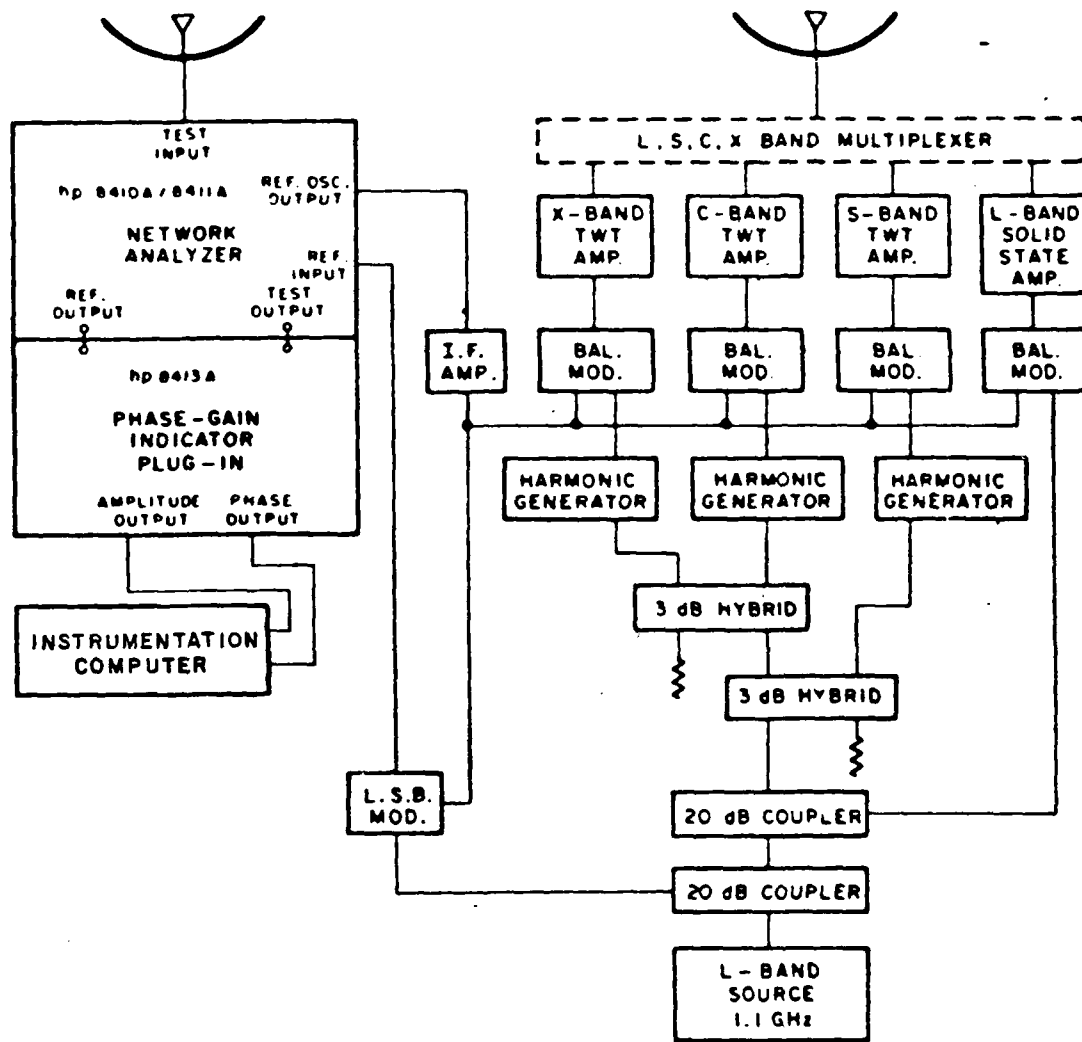 TEST
INPUT
hp 8410A/8411A
REF. OSC.
OUTPUT
NETWORK
ANALYZER
REF.
INPUT
REF.
OUTPUT
TEST
OUTPUT
hp 8413A
PHASE-GAIN
INDICATOR
PLUG-IN
AMPLITUDE
OUTPUT
PHASE
OUTPUT
INSTRUMENTATION
COMPUTER
I.F.
AMP.
L.S.B.
MOD.
L.S.C.X BAND MULTIPLEXER
X-BAND
TWT
AMP.
C-BAND
TWT
AMP.
S-BAND
TWT
AMP.
L-BAND
SOLID
STATE
AMP.
BAL.
MOD.
BAL.
MOD.
BAL.
MOD.
BAL.
MOD.
HARMONIC
GENERATOR
HARMONIC
GENERATOR
HARMONIC
GENERATOR
3 dB HYBRID
3 dB HYBRID
20 dB COUPLER
20 dB COUPLER
L-BAND
SOURCE
1.1 GHz